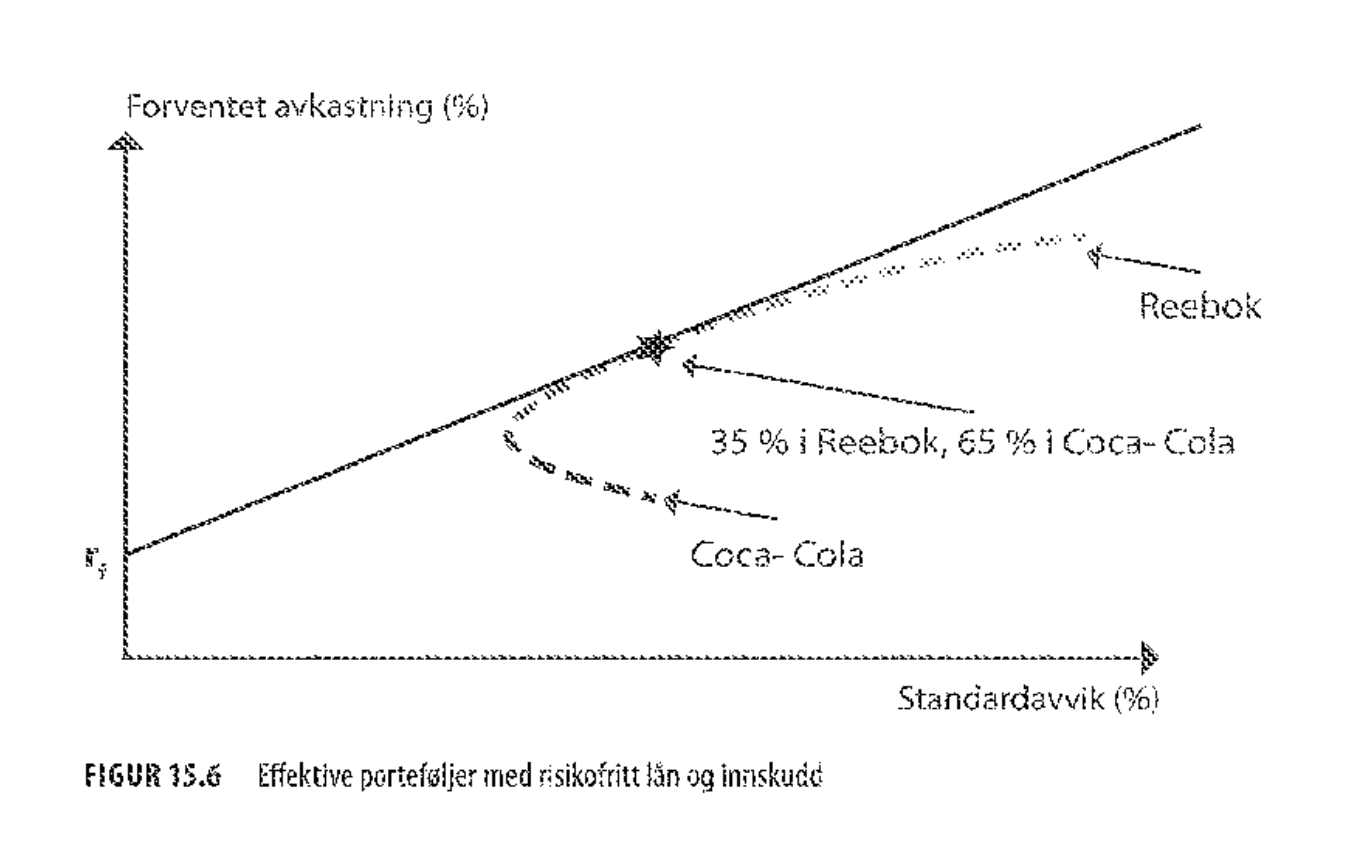 Forventet avkastning (%)
Reebok
35 % i Reebok, 65 % i Coca- Cola
Coca- Cola
r_f
Standardavvik (%)
FIGUR 15.6 Effektive porteføljer med risikofritt lån og innskudd